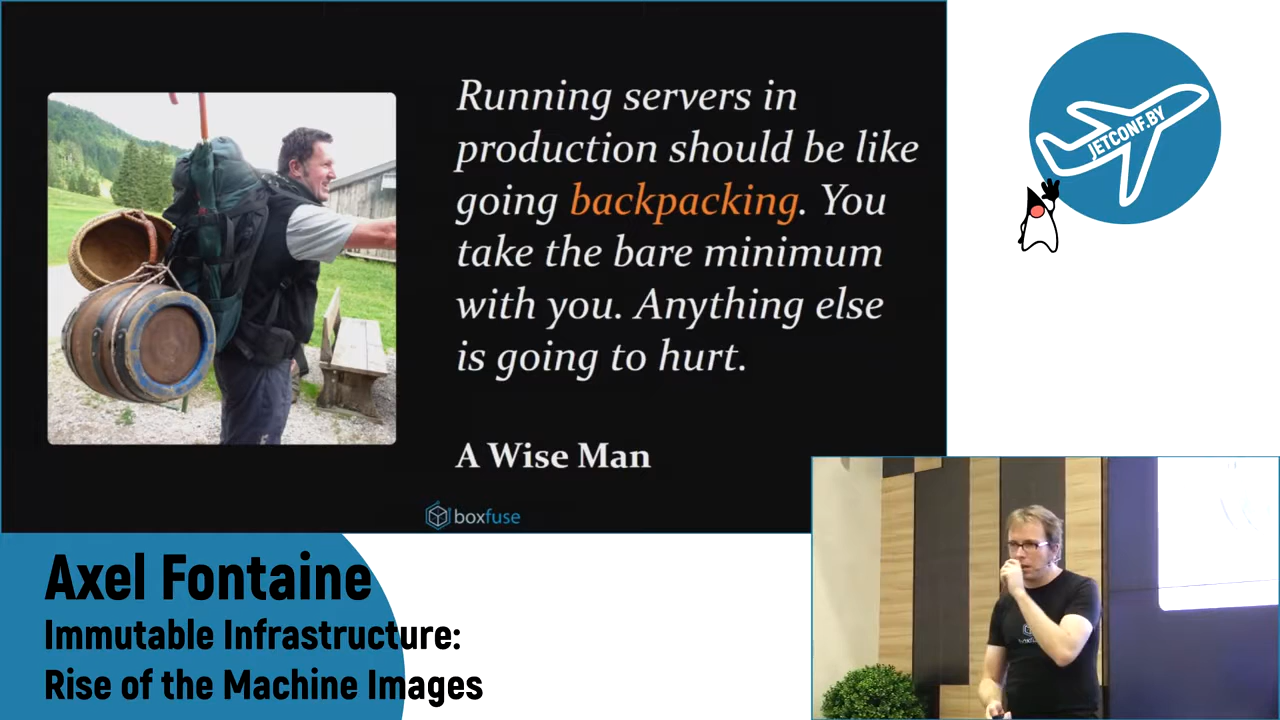 Running servers in
production should be like
going backpacking. You
take the bare minimum
with you. Anything else
is going to hurt.
A Wise Man
boxfuse
JETCONF.BY
Axel Fontaine
Immutable Infrastructure:
Rise of the Machine Images